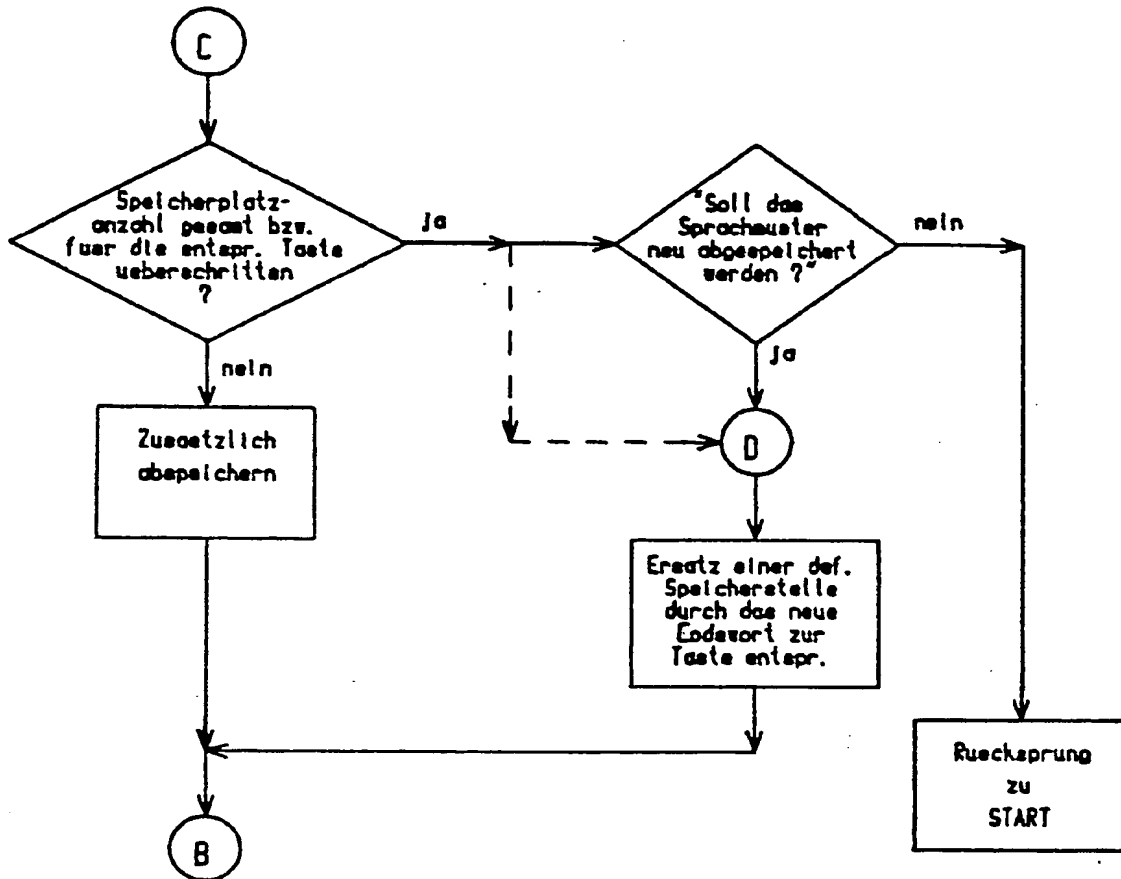 C
Speicherplatz-
anzahl gesamt bzw.
fuer die entspr. Taste
ueberschritten
?
ja
nein
Zusaetzlich
abspeichern
"Soll das
Sprachmuster
neu abgespeichert
werden ?"
nein
ja
D
Ersatz einer def.
Speicherstelle
durch das neue
Codewort zur
Taste entspr.
Ruecksprung
zu
START
B